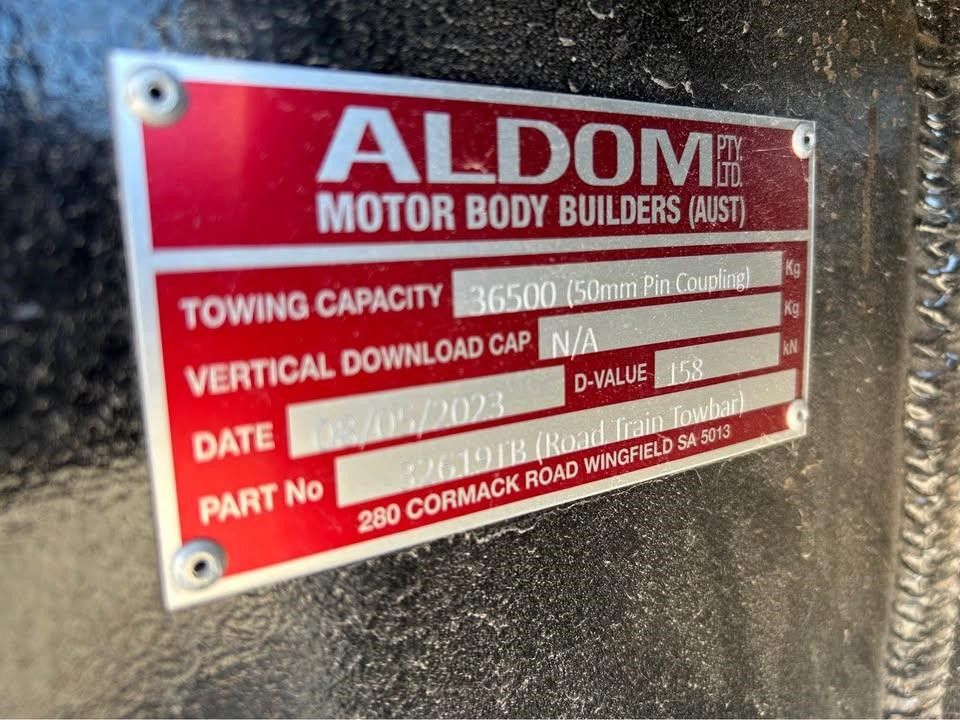 ALDOM PTY. LTD.
MOTOR BODY BUILDERS (AUST)
TOWING CAPACITY 36500 (50mm Pin Coupling) Kg
VERTICAL DOWNLOAD CAP N/A Kg
DATE 08/05/2023 D-VALUE 158 kN
PART No 32619TB (Road Train Towbar)
280 CORMACK ROAD WINGFIELD SA 5013